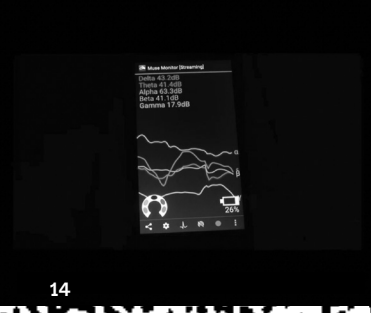 Muse Monitor [Streaming]
Delta 43.2dB
Theta 41.4dB
Alpha 63.3dB
Beta 41.1dB
Gamma 17.9dB
α
β
26%
14